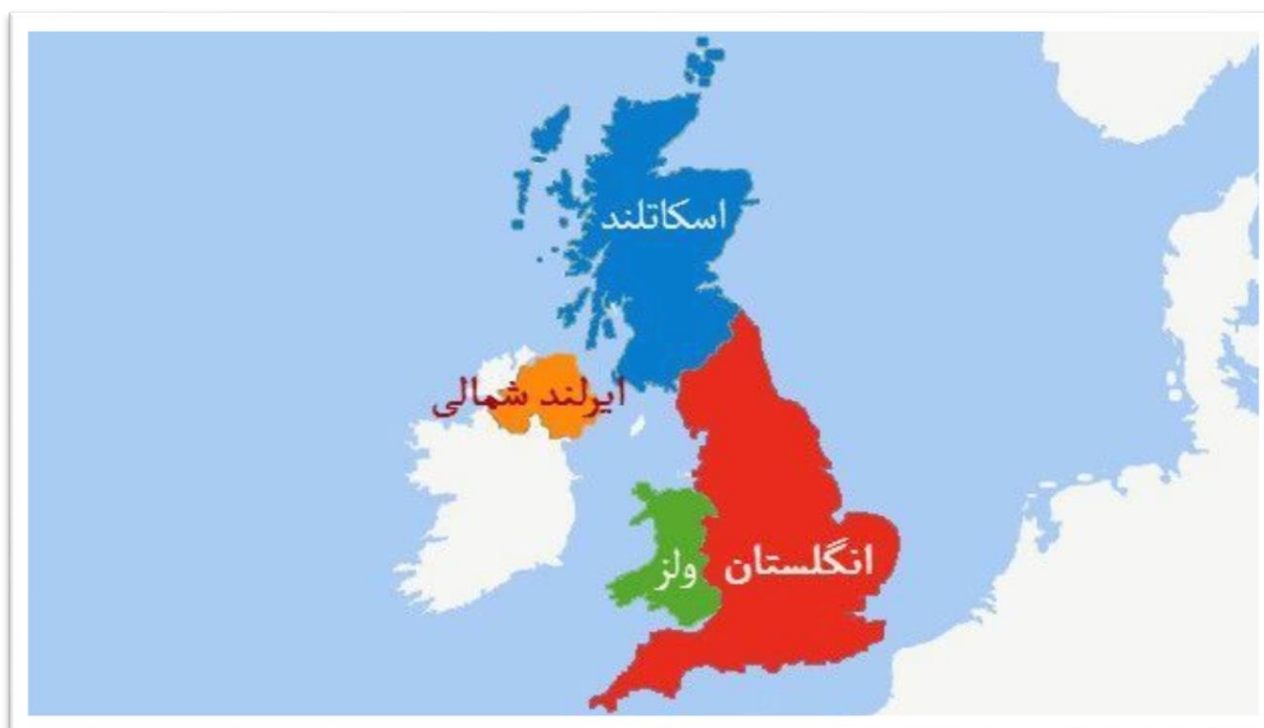 اسکاتلند
ایرلند شمالی
انگلستان
ولز